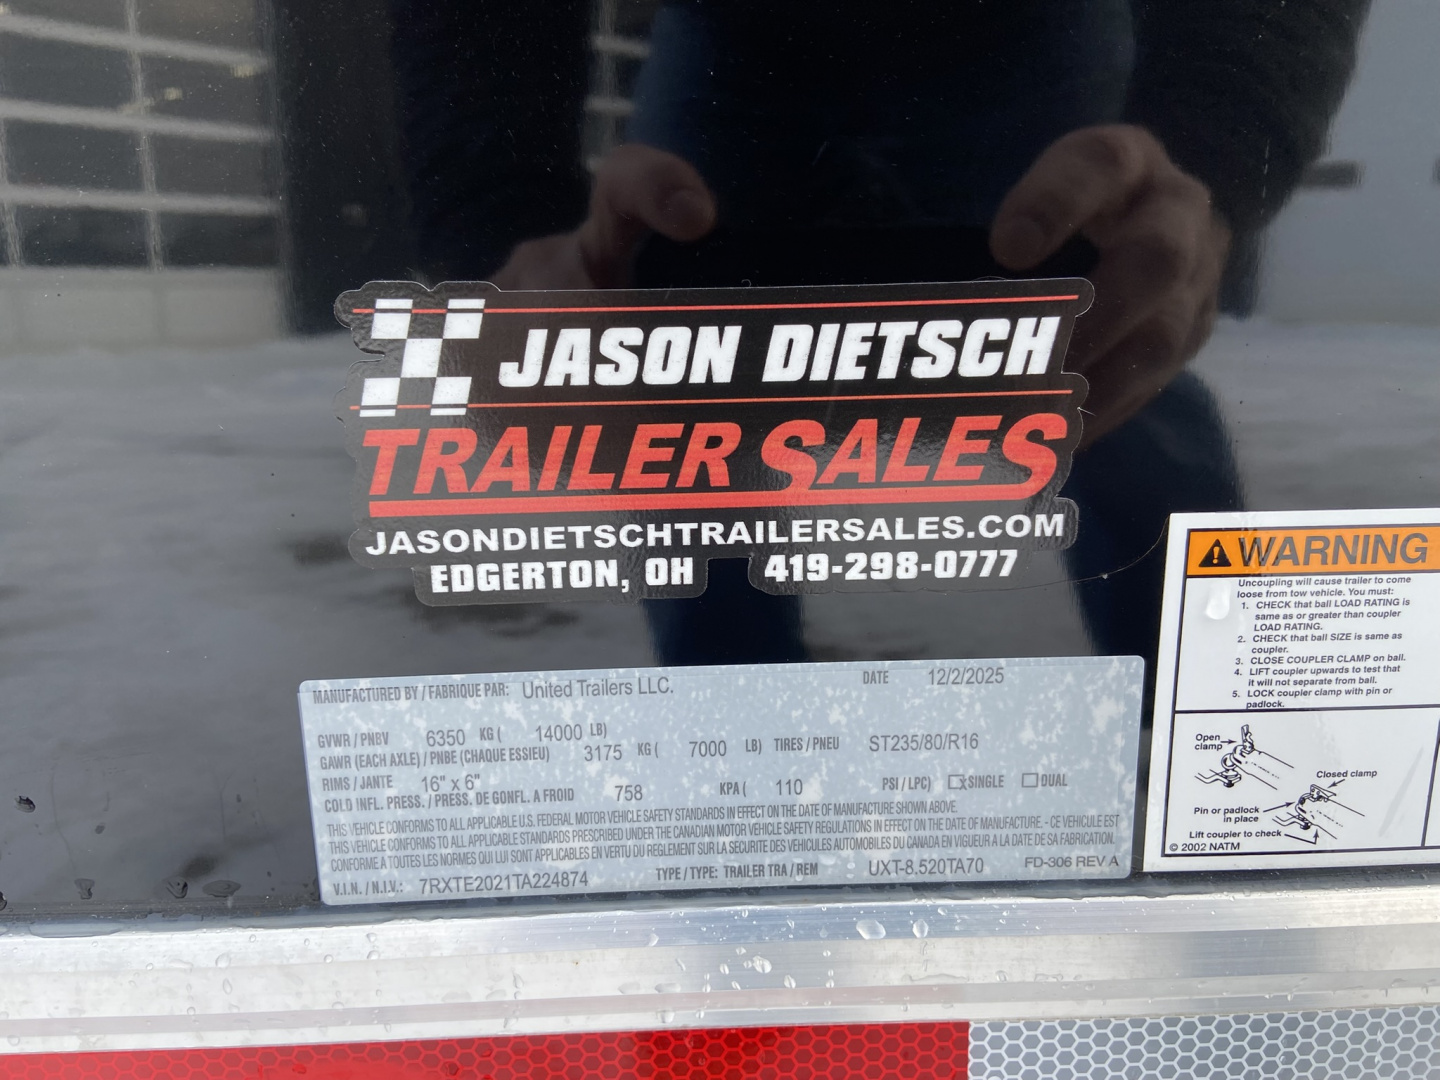 JASON DIETSCH
TRAILER SALES
JASONDIETSCHTRAILERSALES.COM
EDGERTON, OH 419-298-0777
MANUFACTURED BY / FABRIQUE PAR: United Trailers LLC. DATE 12/2/2025
GVWR / PNBV 6350 KG ( 14000 LB)
GAWR (EACH AXLE) / PNBE (CHAQUE ESSIEU) 3175 KG ( 7000 LB) TIRES / PNEU ST235/80/R16
RIMS / JANTE 16" x 6"
COLD INFL. PRESS. / PRESS. DE GONFL. A FROID 758 KPA ( 110 PSI / LPC) X SINGLE DUAL
THIS VEHICLE CONFORMS TO ALL APPLICABLE U.S. FEDERAL MOTOR VEHICLE SAFETY STANDARDS IN EFFECT ON THE DATE OF MANUFACTURE SHOWN ABOVE.
THIS VEHICLE CONFORMS TO ALL APPLICABLE STANDARDS PRESCRIBED UNDER THE CANADIAN MOTOR VEHICLE SAFETY REGULATIONS IN EFFECT ON THE DATE OF MANUFACTURE. - CE VEHICULE EST
CONFORME A TOUTES LES NORMES QUI LUI SONT APPLICABLES EN VERTU DU REGLEMENT SUR LA SECURITE DES VEHICULES AUTOMOBILES DU CANADA EN VIGUEUR A LA DATE DE SA FABRICATION.
V.I.N. / N.I.V.: 7RXTE2021TA224874 TYPE / TYPE: TRAILER TRA / REM UXT-8.520TA70 FD-306 REV A
WARNING
Uncoupling will cause trailer to come
loose from tow vehicle. You must:
1. CHECK that ball LOAD RATING is
same as or greater than coupler
LOAD RATING.
2. CHECK that ball SIZE is same as
coupler.
3. CLOSE COUPLER CLAMP on ball.
4. LIFT coupler upwards to test that
it will not separate from ball.
5. LOCK coupler clamp with pin or
padlock.
Open
clamp
Closed clamp
Pin or padlock
in place
Lift coupler to check
© 2002 NATM